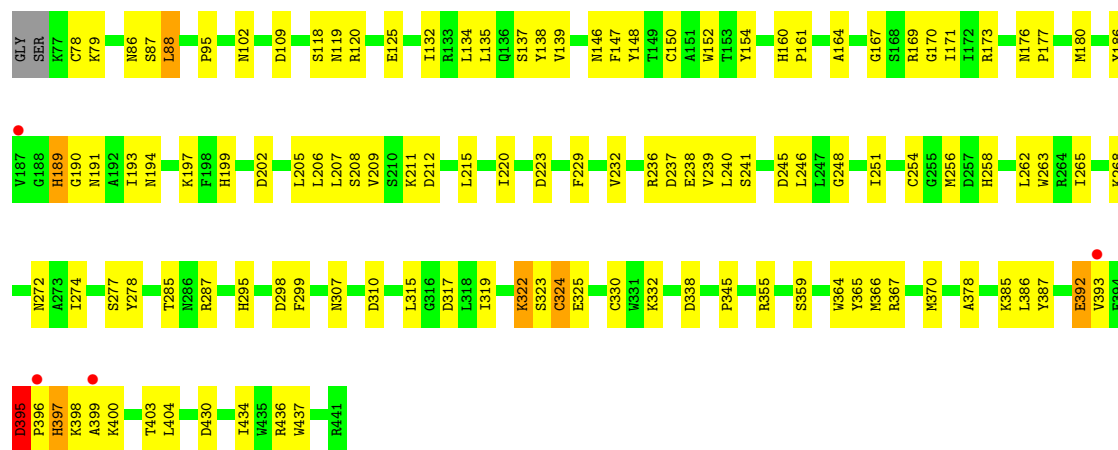 GLY SER K77 C78 K79 N86 S87 L88 P95 N102 D109 S118 N119 R120 E125 I132 R133 L134 L135 Q136 S137 Y138 V139 N146 F147 Y148 T149 C150 A151 W152 T153 Y154 H160 P161 A164 G167 S168 R169 G170 I171 I172 R173 N176 P177 M180 Y186
V187 G188 H189 G190 N191 A192 I193 N194 K197 F198 H199 D202 L205 L206 L207 S208 V209 S210 K211 D212 L215 I220 D223 F229 V232 R236 D237 E238 V239 L240 S241 D245 L246 L247 G248 I251 C254 G255 M256 D257 H258 L262 W263 R264 I265 K268
N272 A273 I274 S277 Y278 T285 N286 R287 H295 D298 F299 N307 D310 L315 G316 D317 L318 I319 K322 S323 C324 E325 C330 W331 K332 D338 P345 R355 S359 W364 Y365 M366 R367 M370 A378 K385 L386 Y387 E392 V393
D395 P396 H397 K398 A399 K400 T403 L404 D430 I434 W435 R436 W437 R441